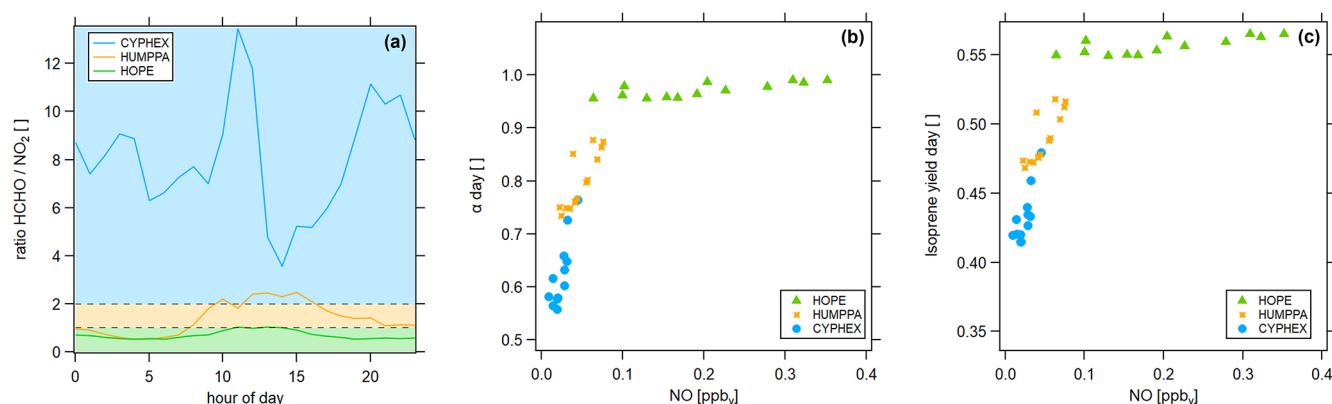 (a)
CYPHEX
HUMPPA
HOPE
ratio HCHO / NO2 [ ]
12
10
8
6
4
2
0
0 5 10 15 20
hour of day
(b)
α day [ ]
1.0
0.9
0.8
0.7
0.6
0.5
HOPE
HUMPPA
CYPHEX
0.0 0.1 0.2 0.3 0.4
NO [ppbv]
(c)
Isoprene yield day [ ]
0.55
0.50
0.45
0.40
0.35
HOPE
HUMPPA
CYPHEX
0.0 0.1 0.2 0.3 0.4
NO [ppbv]